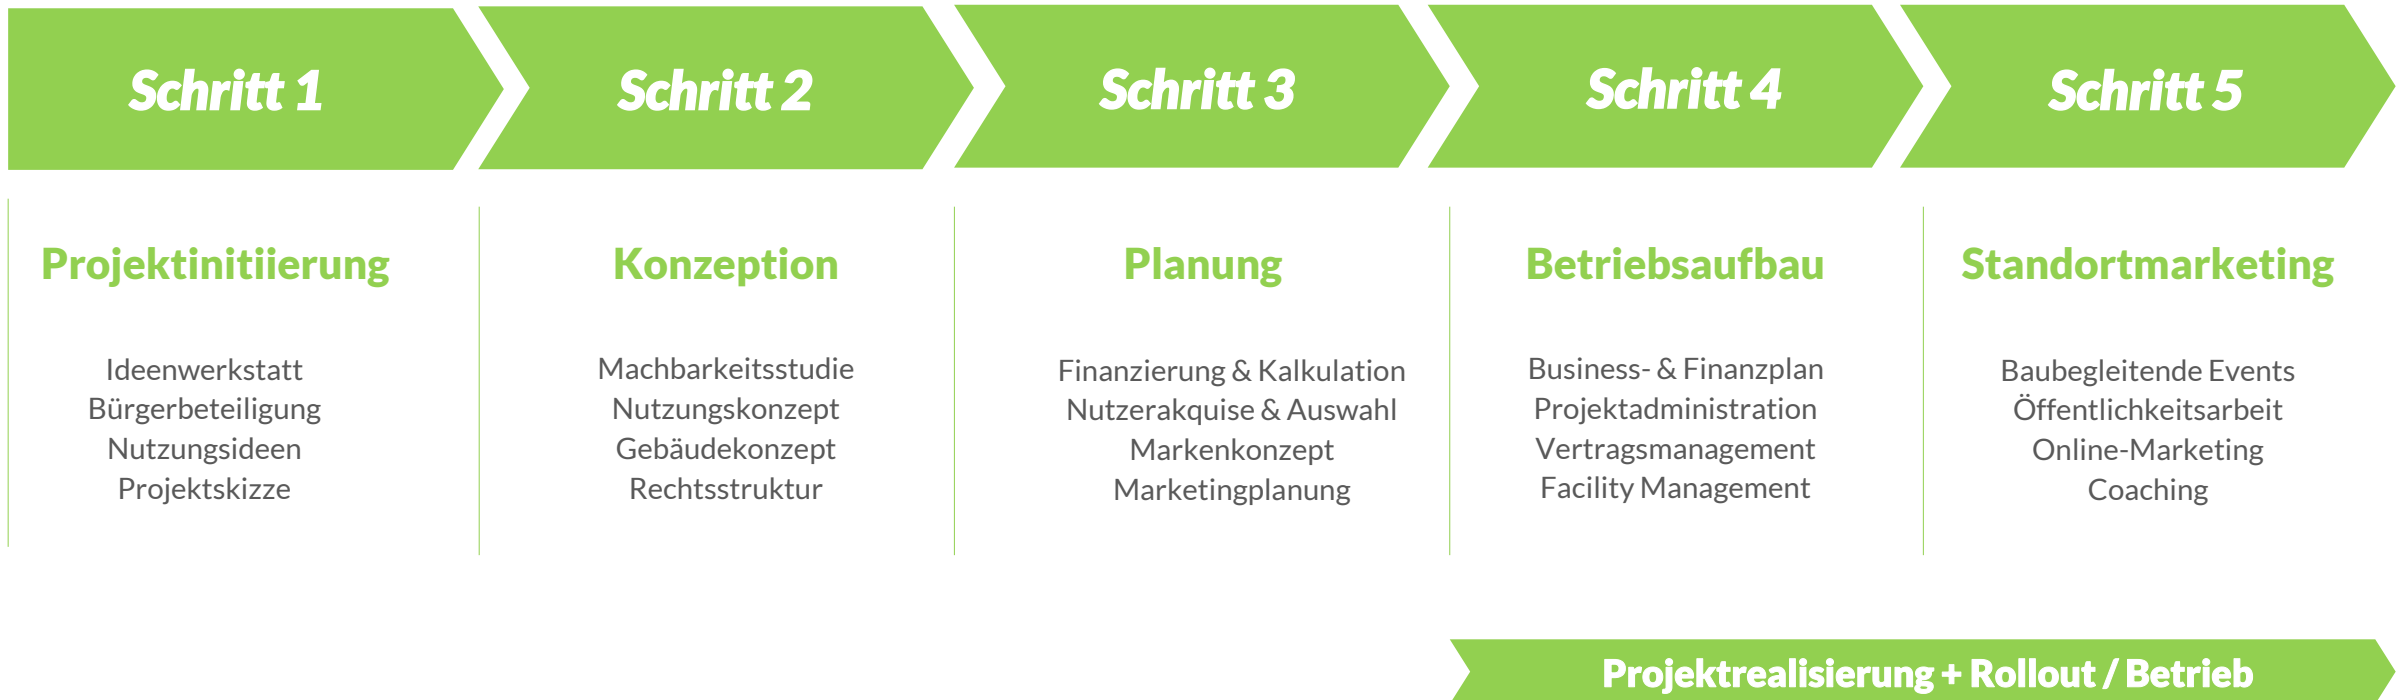 Schritt 1
Schritt 2
Schritt 3
Schritt 4
Schritt 5
Projektinitiierung
Ideenwerkstatt
Bürgerbeteiligung
Nutzungsideen
Projektskizze
Konzeption
Machbarkeitsstudie
Nutzungskonzept
Gebäudekonzept
Rechtsstruktur
Planung
Finanzierung & Kalkulation
Nutzerakquise & Auswahl
Markenkonzept
Marketingplanung
Betriebsaufbau
Business- & Finanzplan
Projektadministration
Vertragsmanagement
Facility Management
Standortmarketing
Baubegleitende Events
Öffentlichkeitsarbeit
Online-Marketing
Coaching
Projektrealisierung + Rollout / Betrieb